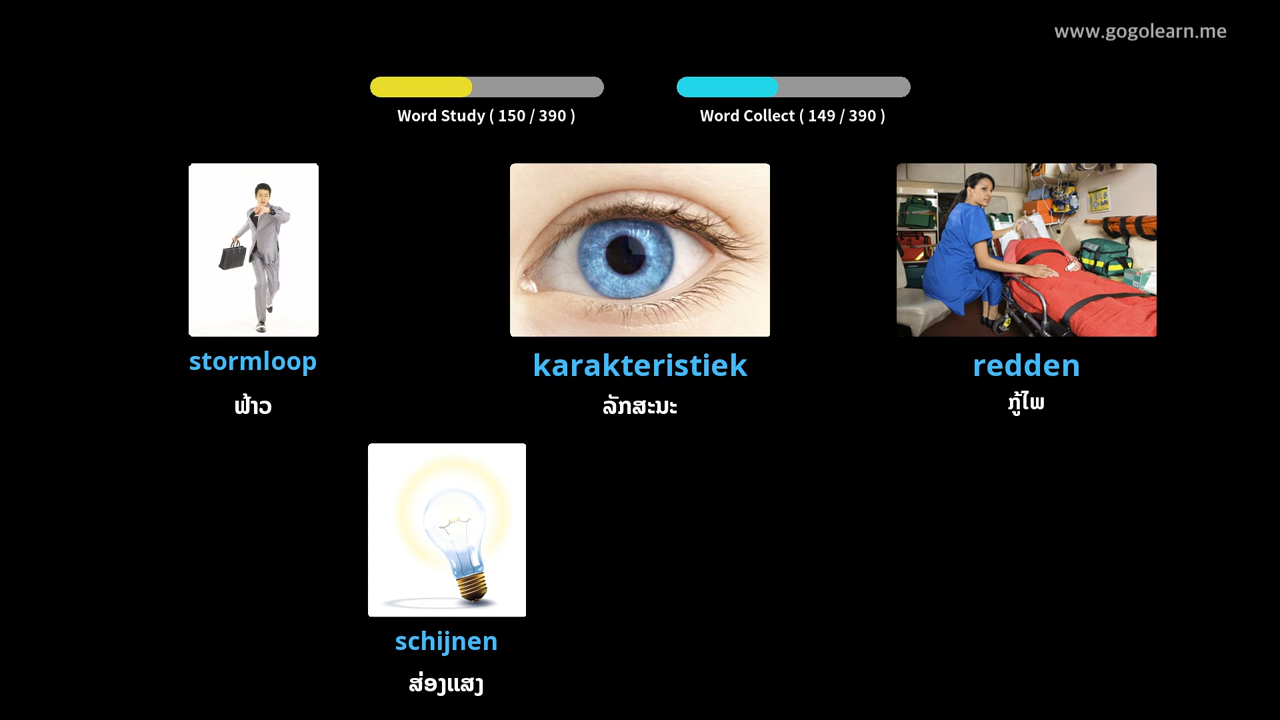 www.gogolearn.me
Word Study ( 150 / 390 )
Word Collect ( 149 / 390 )
stormloop
karakteristiek
redden
ຟ້າວ
ລັກສະນະ
ກູ້ໄພ
schijnen
ສ່ອງແສງ